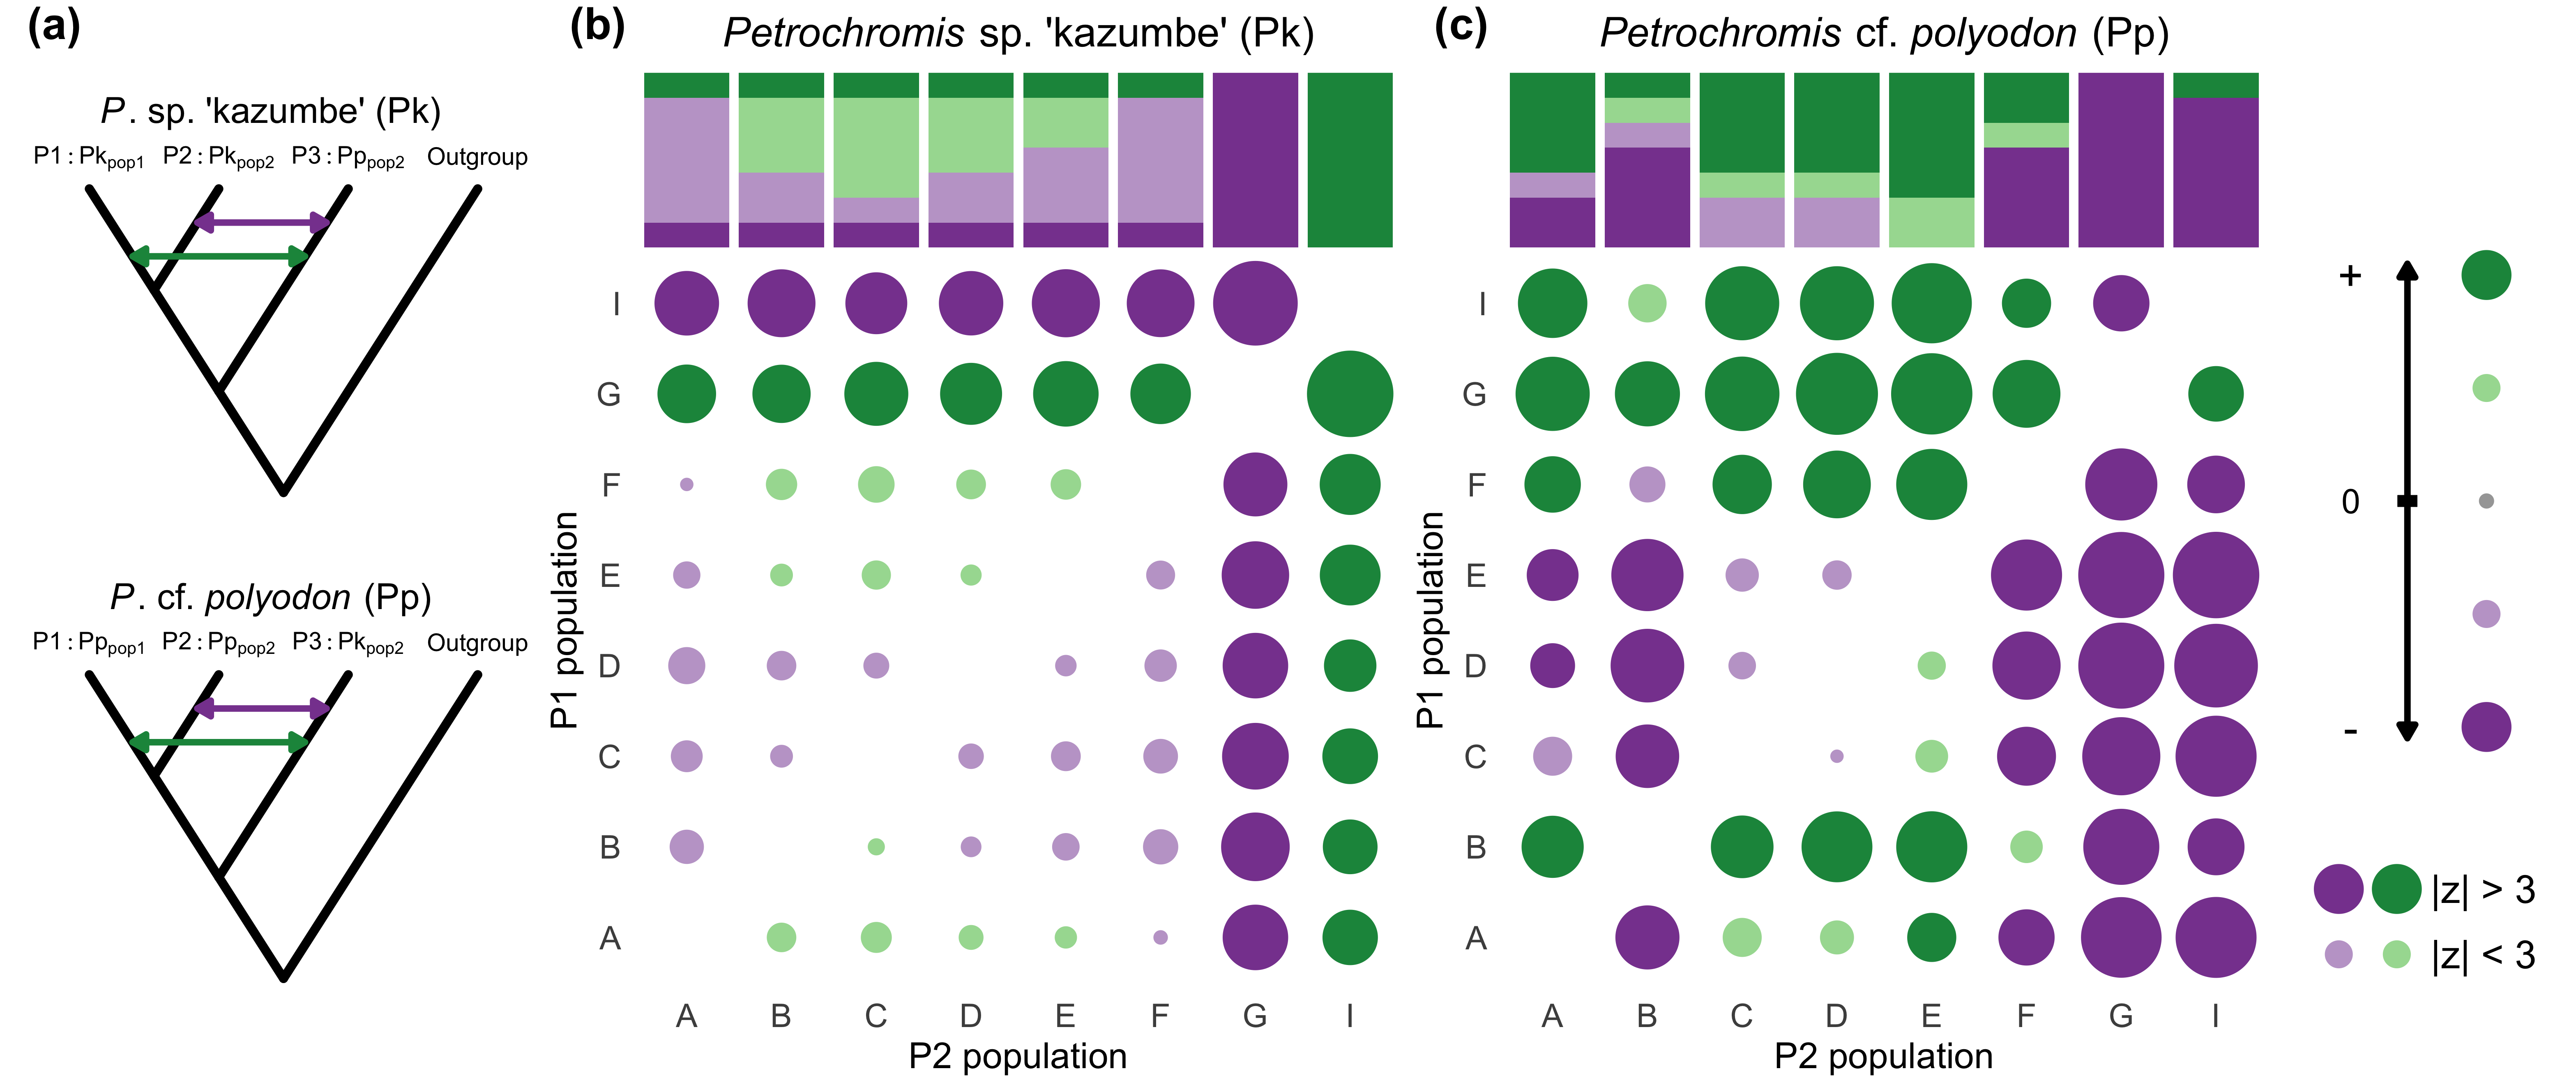 (a)
P. sp. 'kazumbe' (Pk)
P1 : Pkpop1 P2 : Pkpop2 P3 : Pppop2 Outgroup
P. cf. polyodon (Pp)
P1 : Pppop1 P2 : Pppop2 P3 : Pkpop2 Outgroup
(b)
Petrochromis sp. 'kazumbe' (Pk)
P1 population
I
G
F
E
D
C
B
A
A B C D E F G I
P2 population
(c)
Petrochromis cf. polyodon (Pp)
P1 population
I
G
F
E
D
C
B
A
A B C D E F G I
P2 population
+
0
-
|z| > 3
|z| < 3